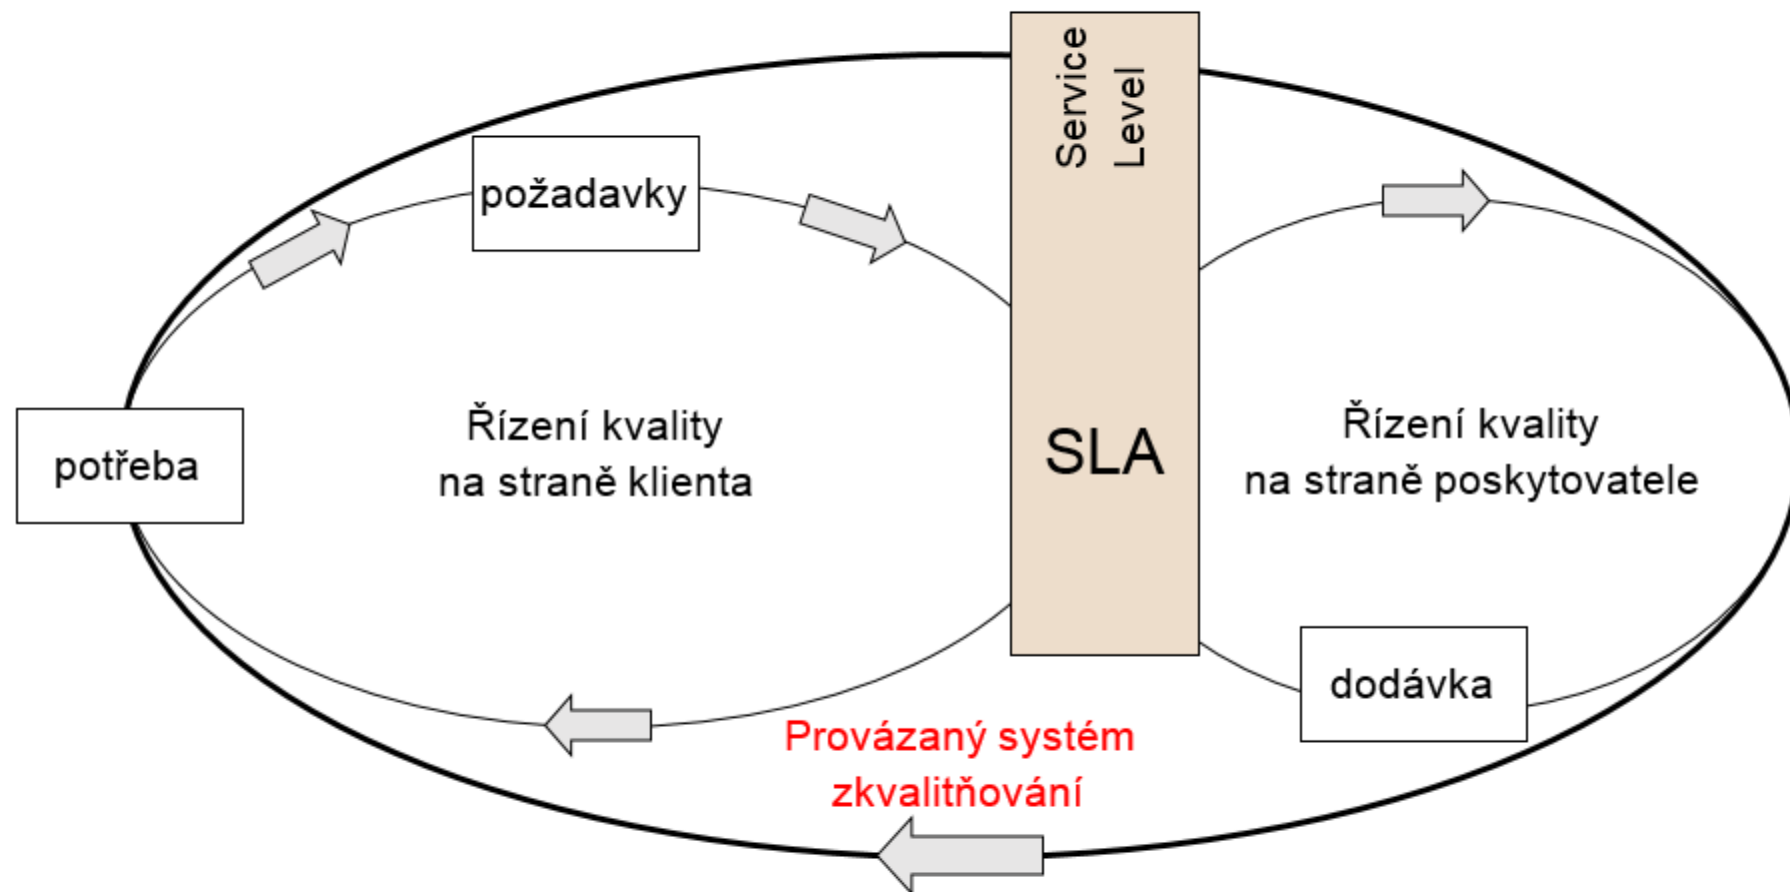 Service
Level
požadavky
Řízení kvality
na straně klienta
potřeba
SLA
Řízení kvality
na straně poskytovatele
dodávka
Provázaný systém
zkvalitňování